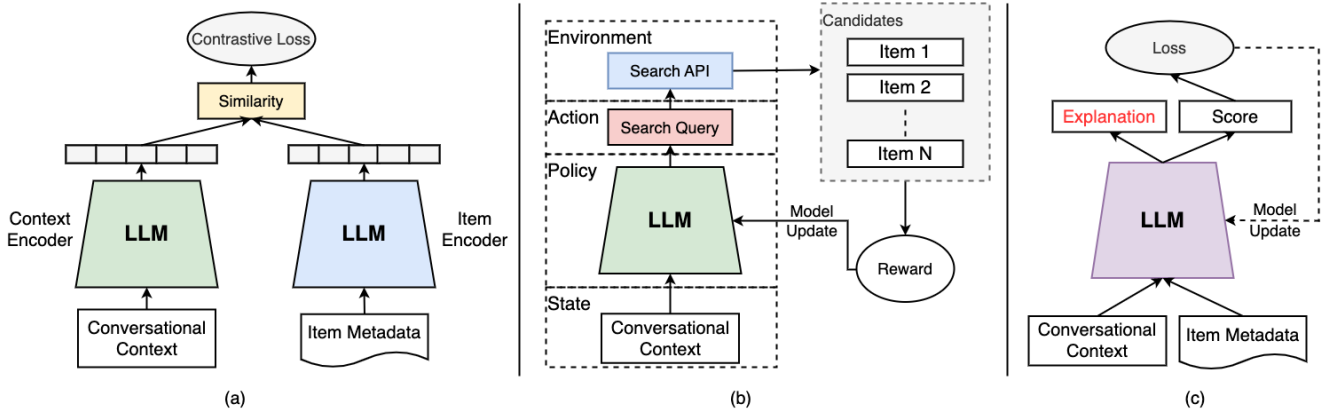 Contrastive Loss
Similarity
Context
Encoder
LLM
LLM
Item
Encoder
Conversational
Context
Item Metadata
(a)
Environment
Search API
Action
Search Query
Policy
LLM
State
Conversational
Context
Candidates
Item 1
Item 2
Item N
Model
Update
Reward
(b)
Loss
Explanation
Score
LLM
Model
Update
Conversational
Context
Item Metadata
(c)